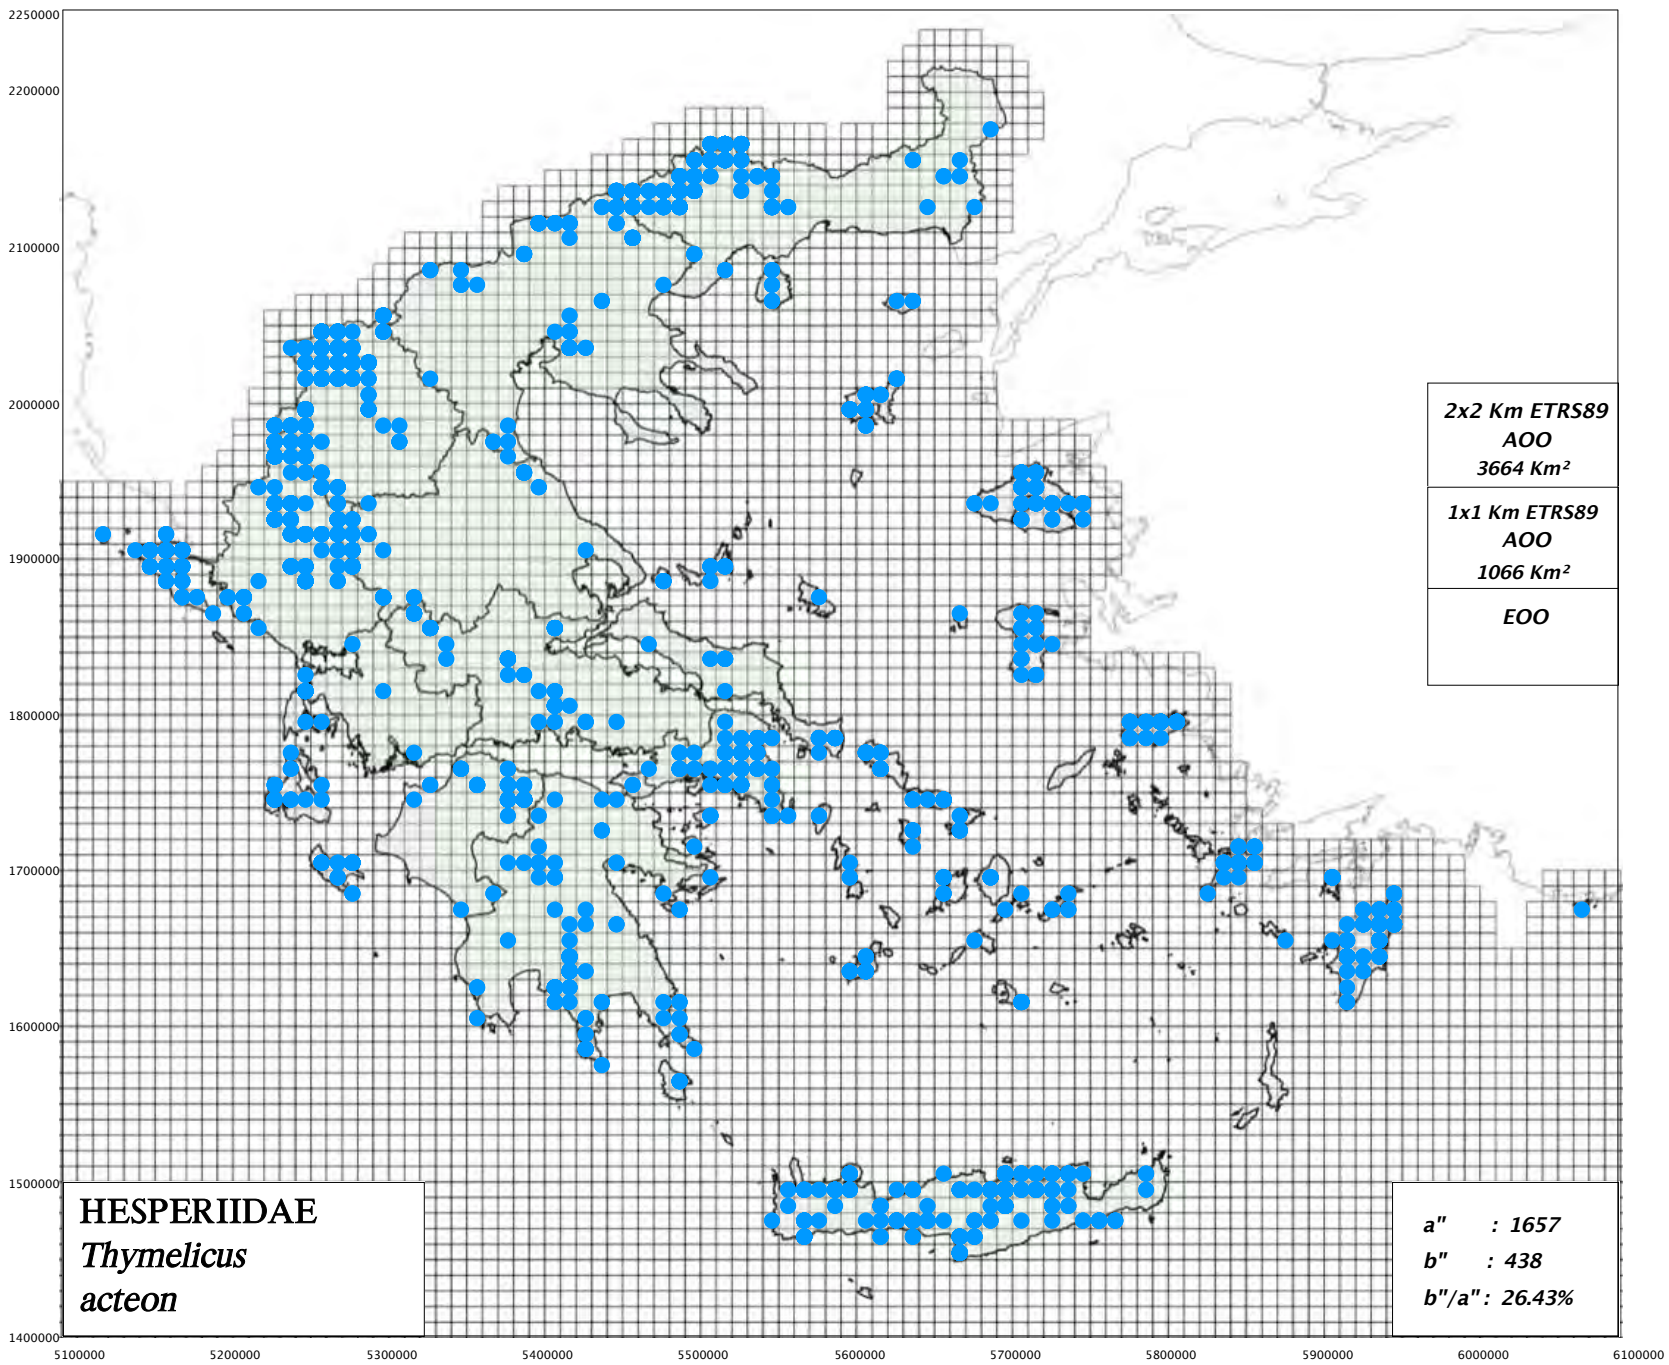 2250000
2200000
2100000
2000000
1900000
1800000
1700000
1600000
1500000
1400000
2x2 Km ETRS89
AOO
3664 Km²
1x1 Km ETRS89
AOO
1066 Km²
EOO
HESPERIIDAE
Thymelicus
acteon
a" : 1657
b" : 438
b"/a" : 26.43%
5100000 5200000 5300000 5400000 5500000 5600000 5700000 5800000 5900000 6000000 6100000